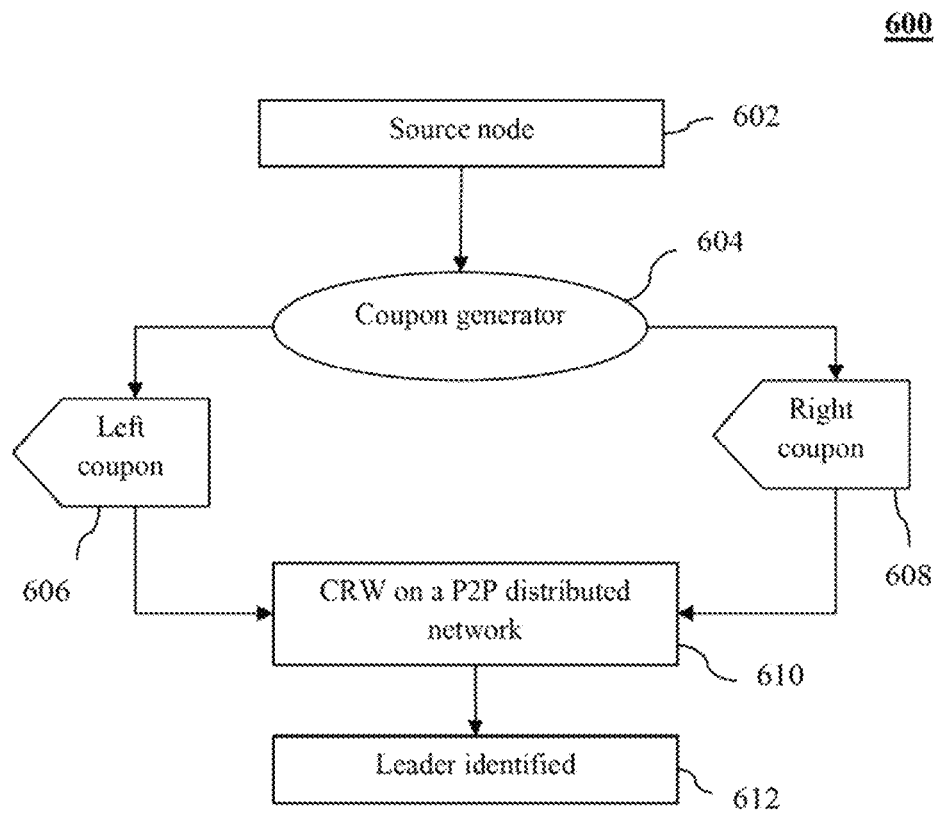 600
Source node
602
604
Coupon generator
Left
coupon
Right
coupon
606
608
CRW on a P2P distributed
network
610
Leader identified
612